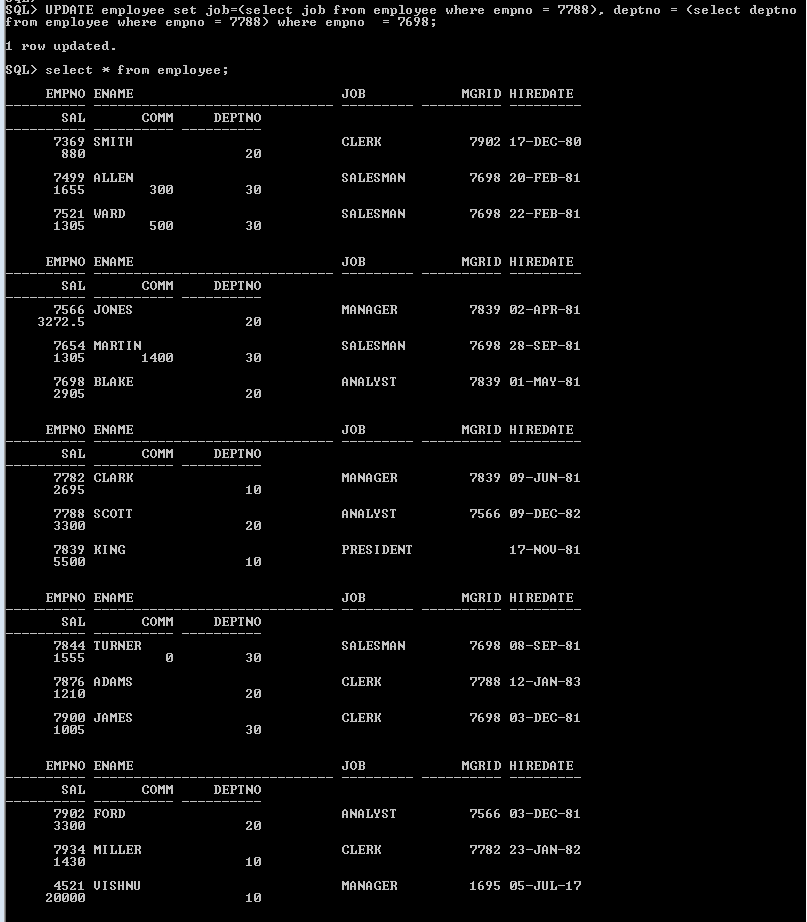 SQL> UPDATE employee set job=(select job from employee where empno = 7788), deptno = (select deptno
from employee where empno = 7788) where empno  = 7698;
1 row updated.
SQL> select * from employee;
EMPNO ENAME JOB MGRID HIREDATE
SAL COMM DEPTNO
7369 SMITH CLERK 7902 17-DEC-80
880 20
7499 ALLEN SALESMAN 7698 20-FEB-81
1655 300 30
7521 WARD SALESMAN 7698 22-FEB-81
1305 500 30
EMPNO ENAME JOB MGRID HIREDATE
SAL COMM DEPTNO
7566 JONES MANAGER 7839 02-APR-81
3272.5 20
7654 MARTIN SALESMAN 7698 28-SEP-81
1305 1400 30
7698 BLAKE ANALYST 7839 01-MAY-81
2905 20
EMPNO ENAME JOB MGRID HIREDATE
SAL COMM DEPTNO
7782 CLARK MANAGER 7839 09-JUN-81
2695 10
7788 SCOTT ANALYST 7566 09-DEC-82
3300 20
7839 KING PRESIDENT 17-NOV-81
5500 10
EMPNO ENAME JOB MGRID HIREDATE
SAL COMM DEPTNO
7844 TURNER SALESMAN 7698 08-SEP-81
1555 0 30
7876 ADAMS CLERK 7788 12-JAN-83
1210 20
7900 JAMES CLERK 7698 03-DEC-81
1005 30
EMPNO ENAME JOB MGRID HIREDATE
SAL COMM DEPTNO
7902 FORD ANALYST 7566 03-DEC-81
3300 20
7934 MILLER CLERK 7782 23-JAN-82
1430 10
4521 VISHNU MANAGER 1695 05-JUL-17
20000 10